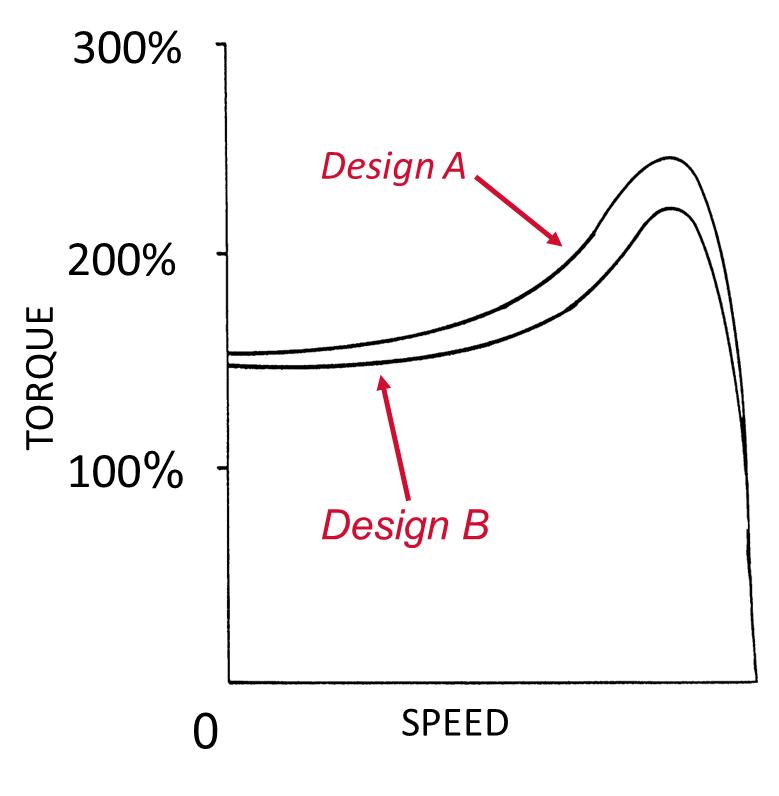 300%
Design A
200%
TORQUE
100%
Design B
0
SPEED